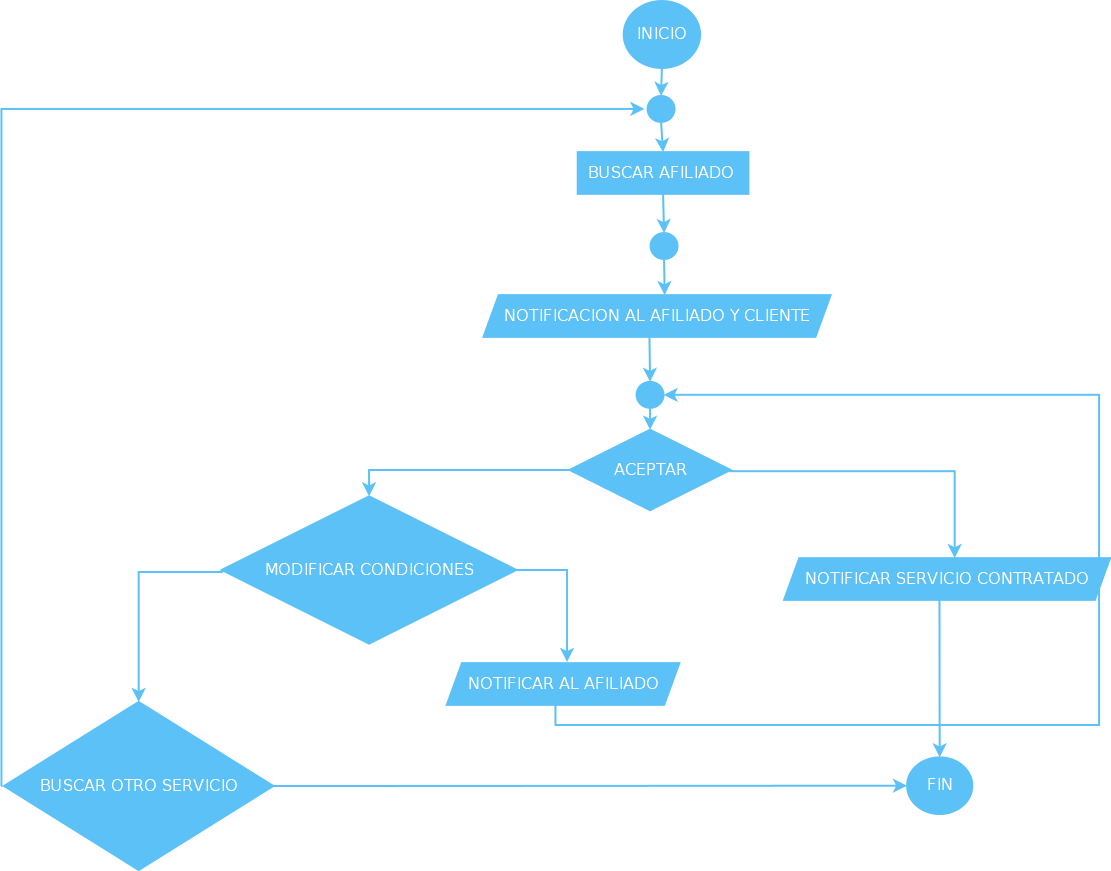 INICIO
BUSCAR AFILIADO
NOTIFICACION AL AFILIADO Y CLIENTE
ACEPTAR
MODIFICAR CONDICIONES
NOTIFICAR SERVICIO CONTRATADO
NOTIFICAR AL AFILIADO
BUSCAR OTRO SERVICIO
FIN